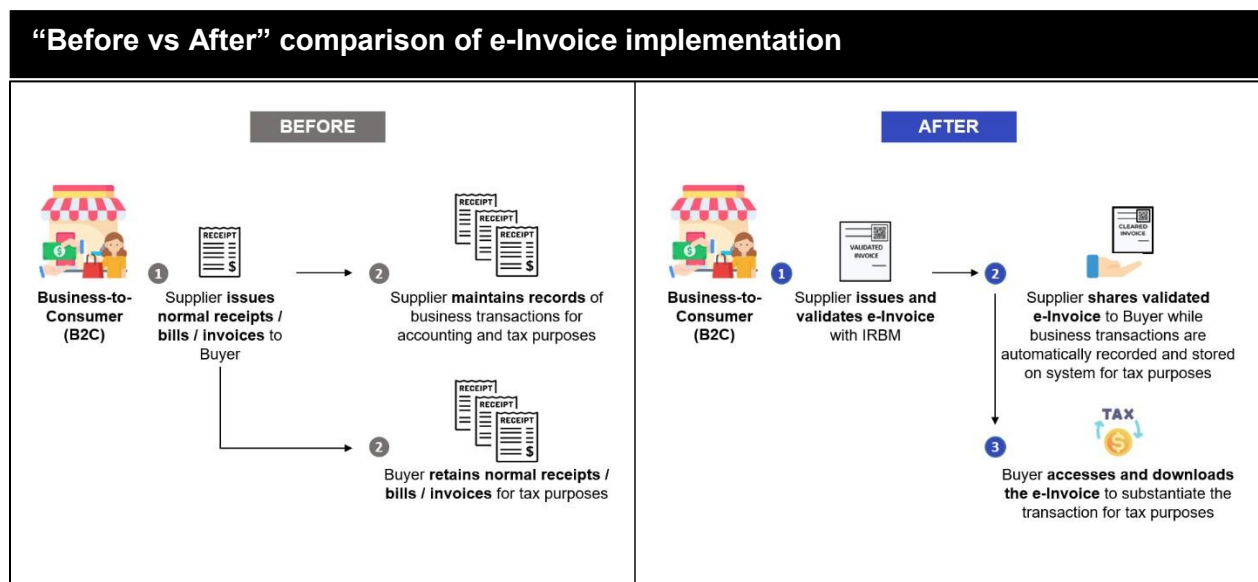 “Before vs After” comparison of e-Invoice implementation
BEFORE
Business-to-
Consumer
(B2C)
1
RECEIPT
$
Supplier issues
normal receipts /
bills / invoices to
Buyer
2
RECEIPT
RECEIPT
RECEIPT
$
Supplier maintains records of
business transactions for
accounting and tax purposes
2
RECEIPT
RECEIPT
RECEIPT
$
Buyer retains normal receipts /
bills / invoices for tax purposes
AFTER
Business-to-
Consumer
(B2C)
1
VALIDATED
INVOICE
Supplier issues and
validates e-Invoice
with IRBM
2
CLEARED
INVOICE
Supplier shares validated
e-Invoice to Buyer while
business transactions are
automatically recorded and stored
on system for tax purposes
3
TAX
$
Buyer accesses and downloads
the e-Invoice to substantiate the
transaction for tax purposes